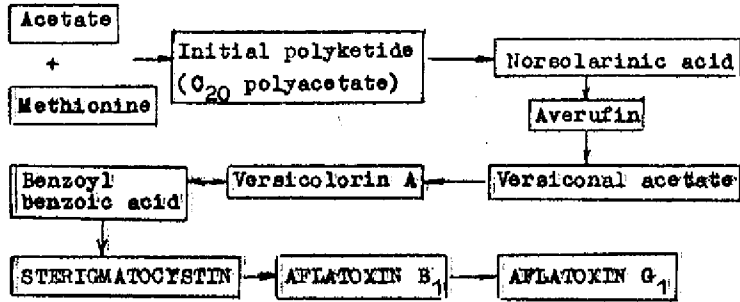 Acetate
+
Methionine
Initial polyketide
(C20 polyacetate)
Norsolarinic acid
Averufin
Versiconal acetate
Versicolorin A
Benzoyl
benzoic acid
STERIGMATOCYSTIN
AFLATOXIN B1
AFLATOXIN G1